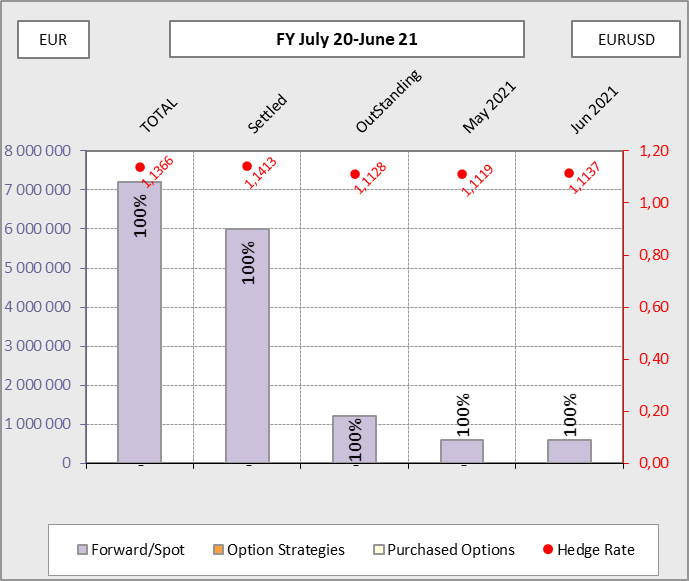 EUR
FY July 20-June 21
EURUSD
TOTAL
Settled
OutStanding
May 2021
Jun 2021
8 000 000
7 000 000
6 000 000
5 000 000
4 000 000
3 000 000
2 000 000
1 000 000
0
1,1366
1,1413
1,1128
1,1119
1,1137
100%
100%
100%
100%
100%
-
-
-
-
-
1,20
1,00
0,80
0,60
0,40
0,20
0,00
Forward/Spot
Option Strategies
Purchased Options
Hedge Rate